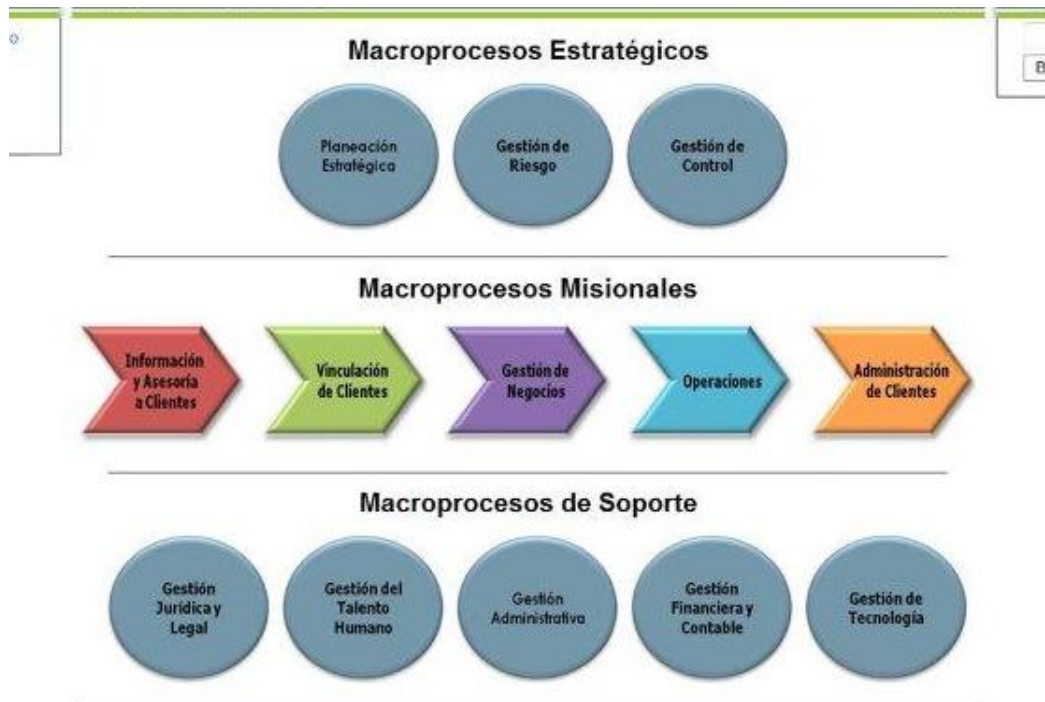 o
B
Macroprocesos Estratégicos
Planeación
Estratégica
Gestión de
Riesgo
Gestión de
Control
Macroprocesos Misionales
Información
y Asesoría
a Clientes
Vinculación
de Clientes
Gestión de
Negocios
Operaciones
Administración
de Clientes
Macroprocesos de Soporte
Gestión
Jurídica y
Legal
Gestión del
Talento
Humano
Gestión
Administrativa
Gestión
Financiera y
Contable
Gestión de
Tecnología